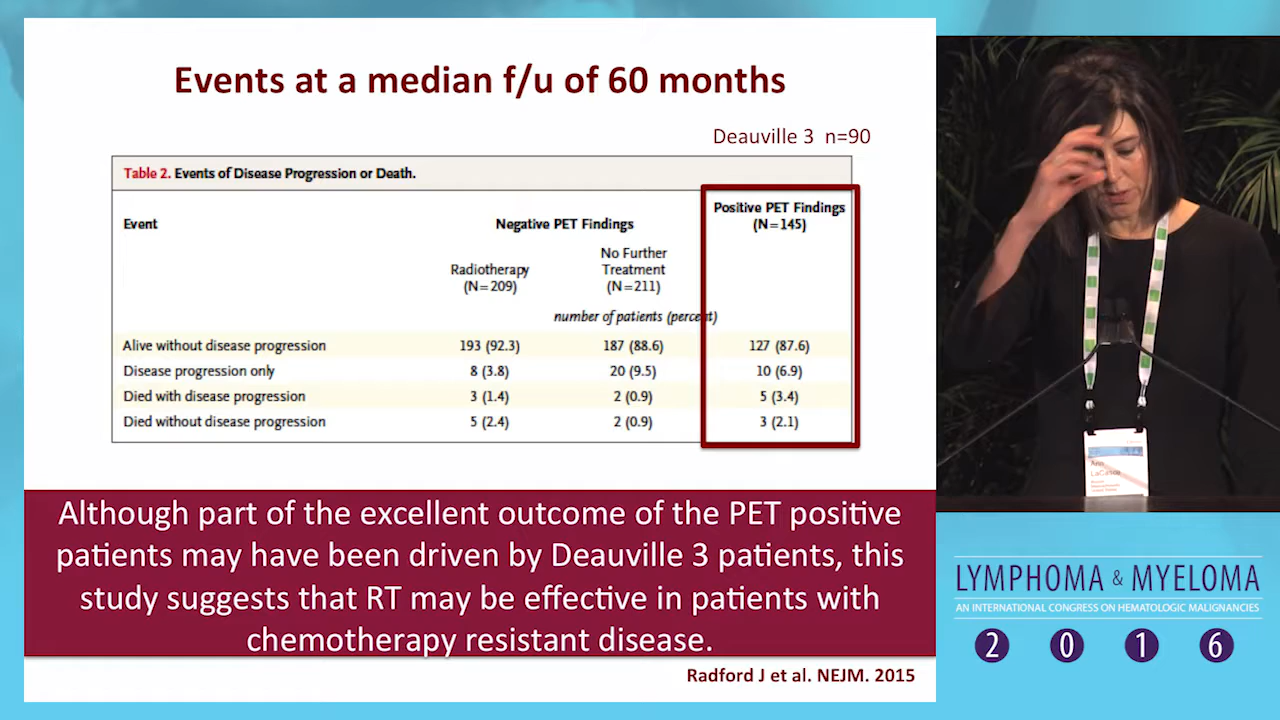 Events at a median f/u of 60 months
Deauville 3 n=90
Table 2. Events of Disease Progression or Death.
Event
Negative PET Findings
Positive PET Findings
(N=145)
Radiotherapy
(N=209)
No Further
Treatment
(N=211)
number of patients (percent)
Alive without disease progression 193 (92.3) 187 (88.6) 127 (87.6)
Disease progression only 8 (3.8) 20 (9.5) 10 (6.9)
Died with disease progression 3 (1.4) 2 (0.9) 5 (3.4)
Died without disease progression 5 (2.4) 2 (0.9) 3 (2.1)
Although part of the excellent outcome of the PET positive
patients may have been driven by Deauville 3 patients, this
study suggests that RT may be effective in patients with
chemotherapy resistant disease.
Radford J et al. NEJM. 2015
Ann
LaCasce
LYMPHOMA & MYELOMA
AN INTERNATIONAL CONGRESS ON HEMATOLOGIC MALIGNANCIES
2 0 1 6